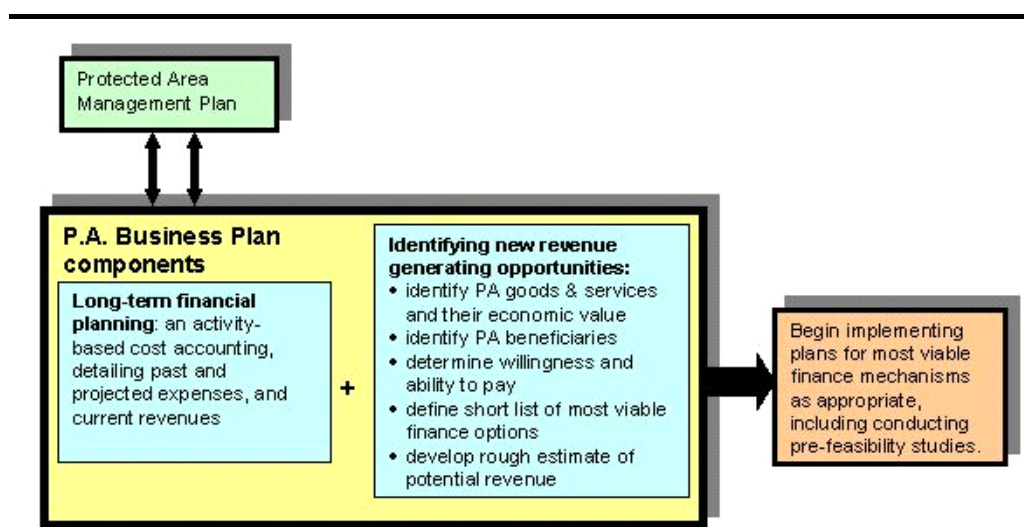 Protected Area
Management Plan
P.A. Business Plan
components
Long-term financial
planning: an activity-
based cost accounting,
detailing past and
projected expenses, and
current revenues
+
Identifying new revenue
generating opportunities:
• identify PA goods & services
and their economic value
• identify PA beneficiaries
• determine willingness and
ability to pay
• define short list of most viable
finance options
• develop rough estimate of
potential revenue
Begin implementing
plans for most viable
finance mechanisms
as appropriate,
including conducting
pre-feasibility studies.